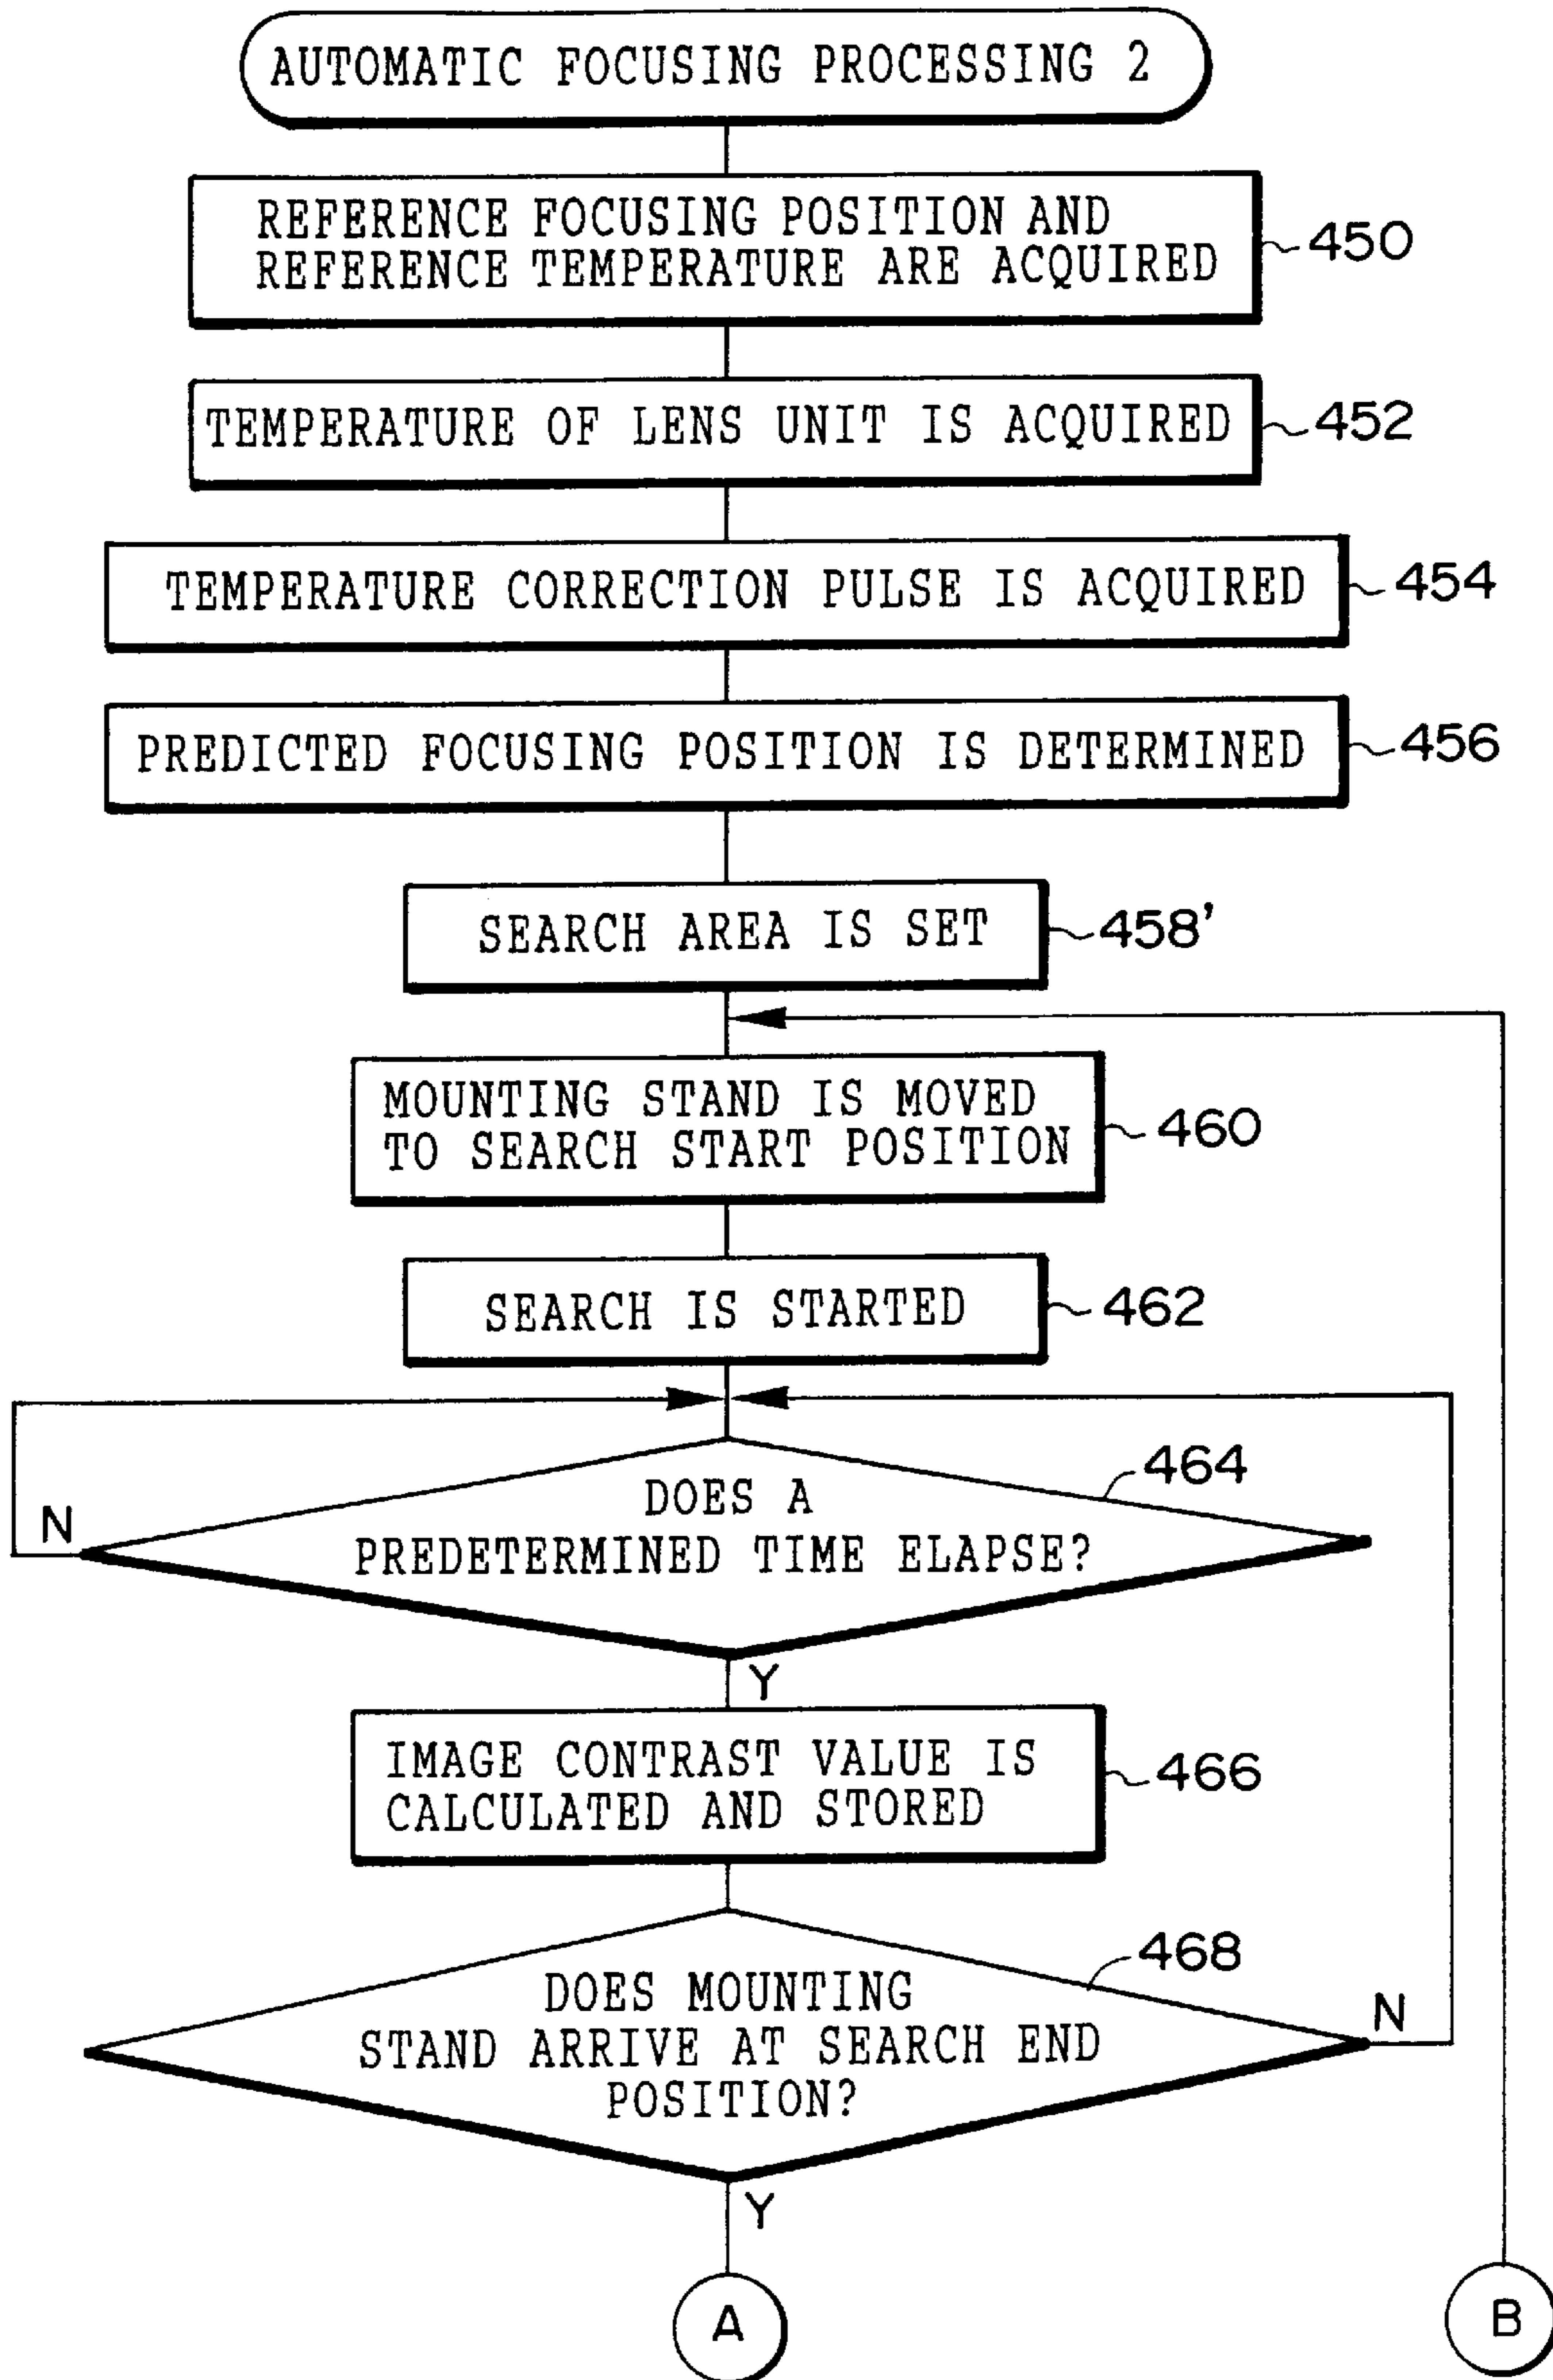 AUTOMATIC FOCUSING PROCESSING 2
REFERENCE FOCUSING POSITION AND
REFERENCE TEMPERATURE ARE ACQUIRED
450
TEMPERATURE OF LENS UNIT IS ACQUIRED
452
TEMPERATURE CORRECTION PULSE IS ACQUIRED
454
PREDICTED FOCUSING POSITION IS DETERMINED
456
SEARCH AREA IS SET
458'
MOUNTING STAND IS MOVED
TO SEARCH START POSITION
460
SEARCH IS STARTED
462
464
DOES A
PREDETERMINED TIME ELAPSE?
N
Y
IMAGE CONTRAST VALUE IS
CALCULATED AND STORED
466
468
DOES MOUNTING
STAND ARRIVE AT SEARCH END
POSITION?
N
Y
A
B